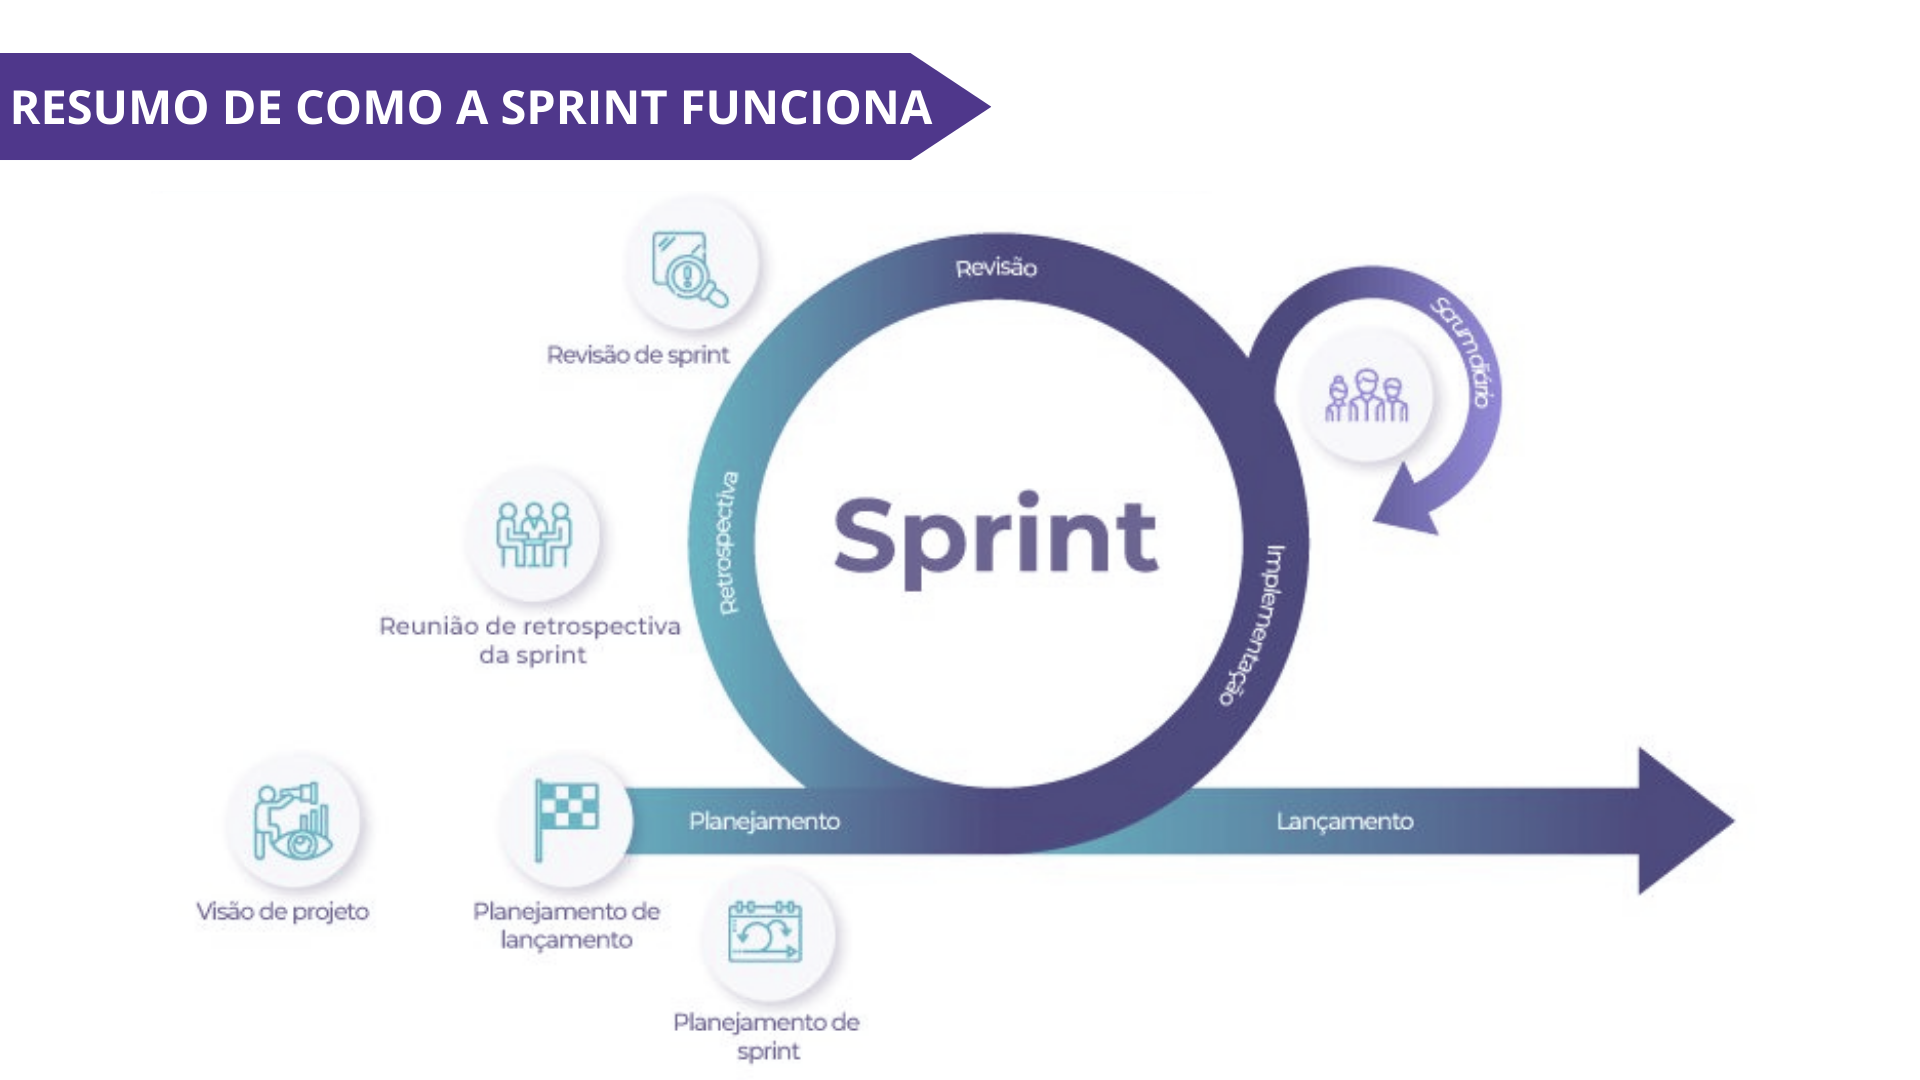 RESUMO DE COMO A SPRINT FUNCIONA
Revisão
Scrum diário
Revisão de sprint
Retrospectiva
Sprint
Implementação
Reunião de retrospectiva
da sprint
Planejamento
Lançamento
Visão de projeto
Planejamento de
lançamento
Planejamento de
sprint